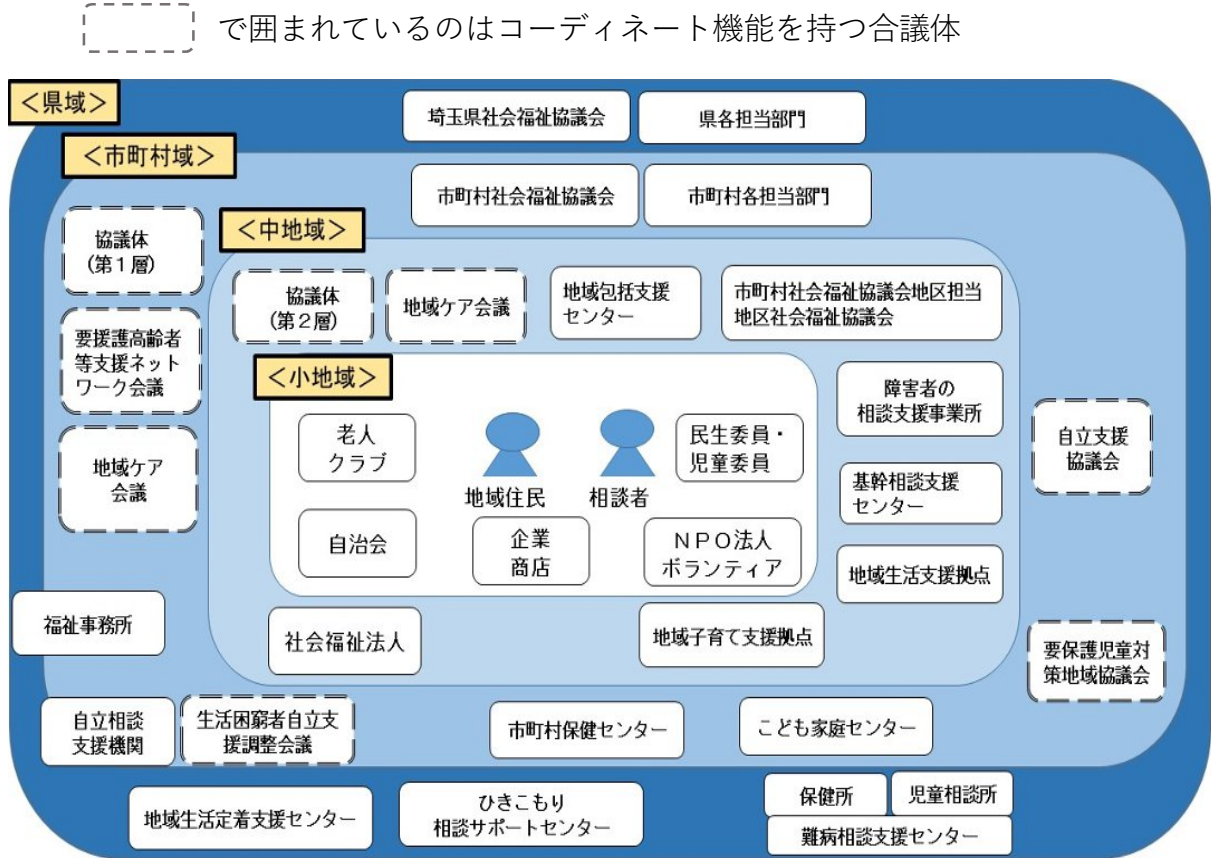 で囲まれているのはコーディネート機能を持つ合議体
＜県域＞
埼玉県社会福祉協議会
県各担当部門
＜市町村域＞
市町村社会福祉協議会
市町村各担当部門
協議体
(第１層)
＜中地域＞
協議体
(第２層)
地域ケア会議
地域包括支援
センター
市町村社会福祉協議会地区担当
地区社会福祉協議会
要援護高齢者
等支援ネット
ワーク会議
＜小地域＞
障害者の
相談支援事業所
老人
クラブ
地域住民
相談者
民生委員・
児童委員
自立支援
協議会
地域ケア
会議
基幹相談支援
センター
自治会
企業
商店
ＮＰＯ法人
ボランティア
地域生活支援拠点
福祉事務所
社会福祉法人
地域子育て支援拠点
要保護児童対
策地域協議会
自立相談
支援機関
生活困窮者自立支
援調整会議
市町村保健センター
こども家庭センター
地域生活定着支援センター
ひきこもり
相談サポートセンター
保健所
児童相談所
難病相談支援センター